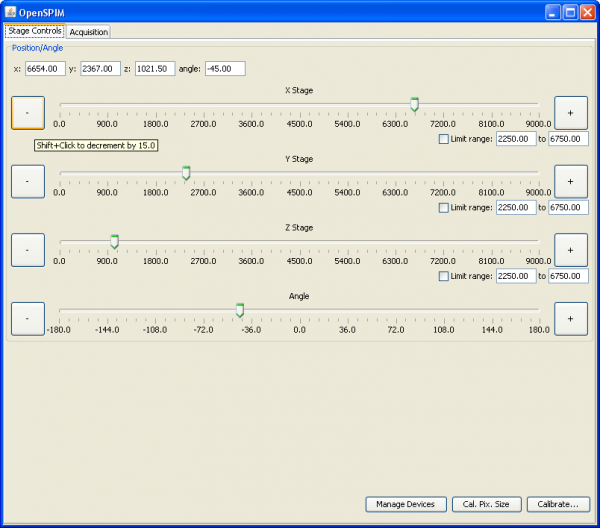 OpenSPIM
Stage Controls Acquisition
Position/Angle
x: 6654.00 y: 2367.00 z: 1021.50 angle: -45.00
X Stage
- +
0.0 900.0 1800.0 2700.0 3600.0 4500.0 5400.0 6300.0 7200.0 8100.0 9000.0
Limit range: 2250.00 to 6750.00
Shift+Click to decrement by 15.0
Y Stage
- +
0.0 900.0 1800.0 2700.0 3600.0 4500.0 5400.0 6300.0 7200.0 8100.0 9000.0
Limit range: 2250.00 to 6750.00
Z Stage
- +
0.0 900.0 1800.0 2700.0 3600.0 4500.0 5400.0 6300.0 7200.0 8100.0 9000.0
Limit range: 2250.00 to 6750.00
Angle
- +
-180.0 -144.0 -108.0 -72.0 -36.0 0.0 36.0 72.0 108.0 144.0 180.0
Manage Devices Cal. Pix. Size Calibrate...